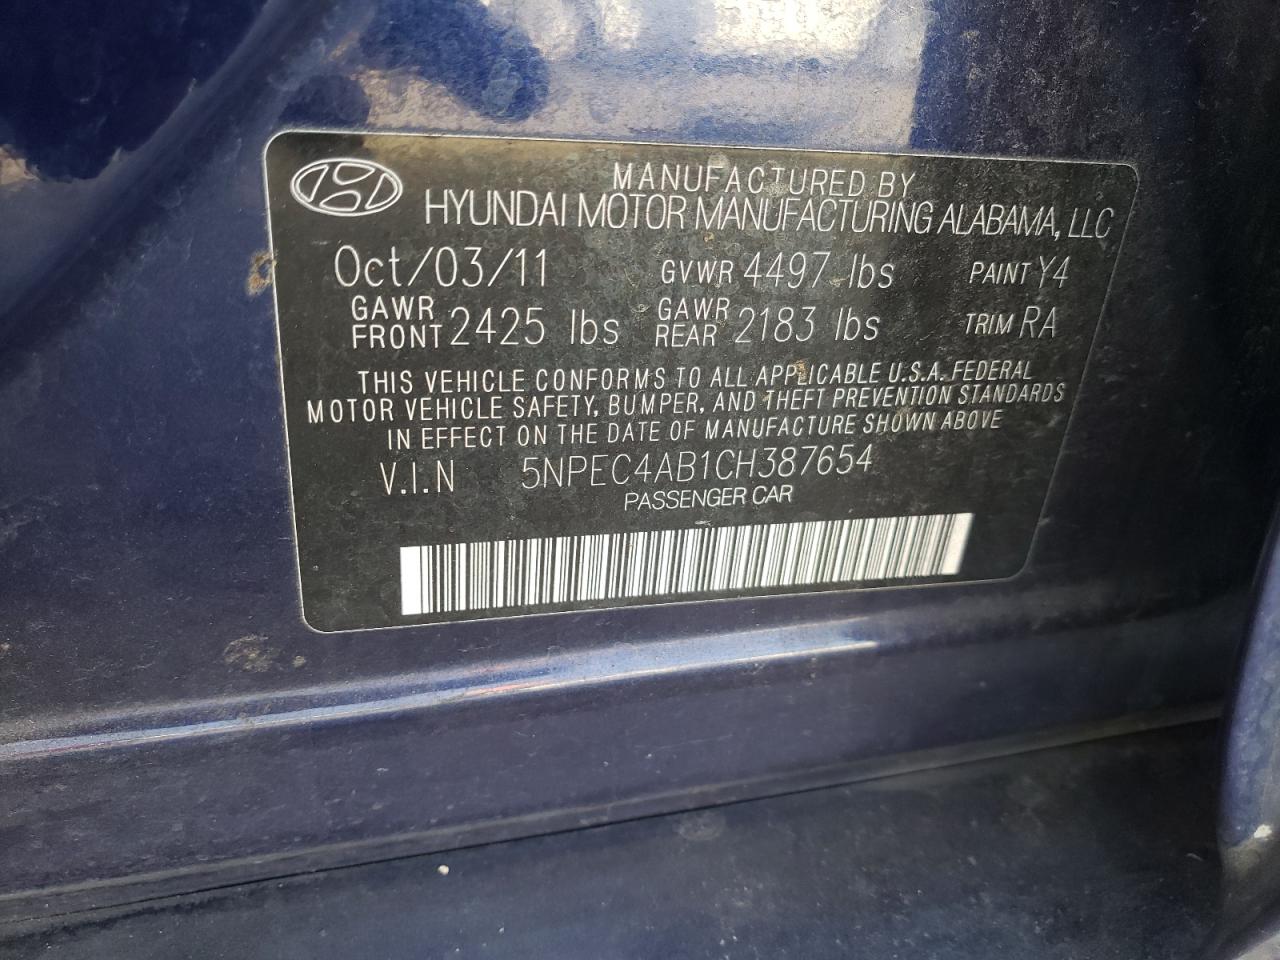 MANUFACTURED BY
HYUNDAI MOTOR MANUFACTURING ALABAMA, LLC
Oct/03/11 GVWR 4497 lbs PAINT Y4
GAWR FRONT 2425 lbs GAWR REAR 2183 lbs TRIM RA
THIS VEHICLE CONFORMS TO ALL APPLICABLE U.S.A. FEDERAL
MOTOR VEHICLE SAFETY, BUMPER, AND THEFT PREVENTION STANDARDS
IN EFFECT ON THE DATE OF MANUFACTURE SHOWN ABOVE
V.I.N 5NPEC4AB1CH387654
PASSENGER CAR